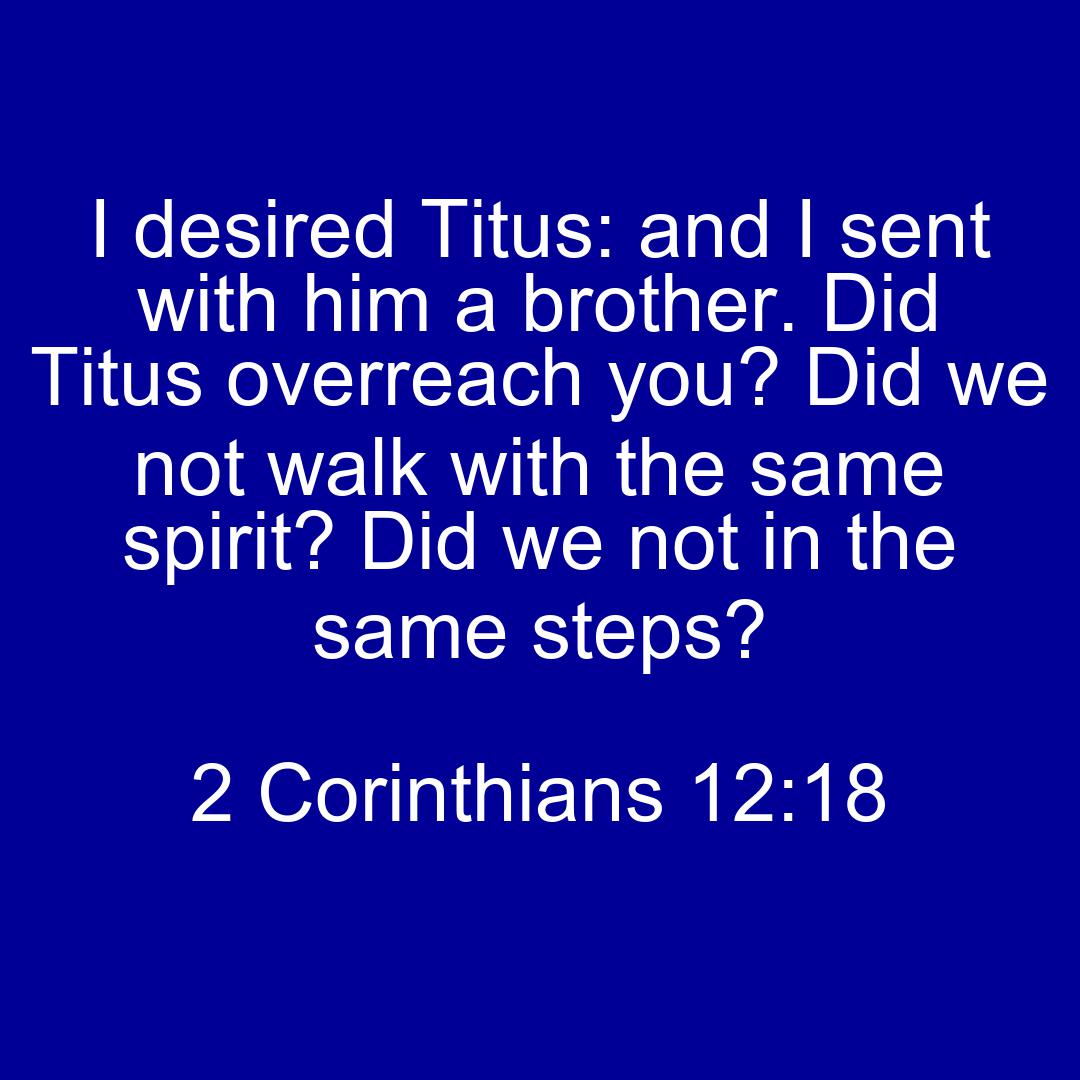 I desired Titus: and I sent
with him a brother. Did
Titus overreach you? Did we
not walk with the same
spirit? Did we not in the
same steps?
2 Corinthians 12:18